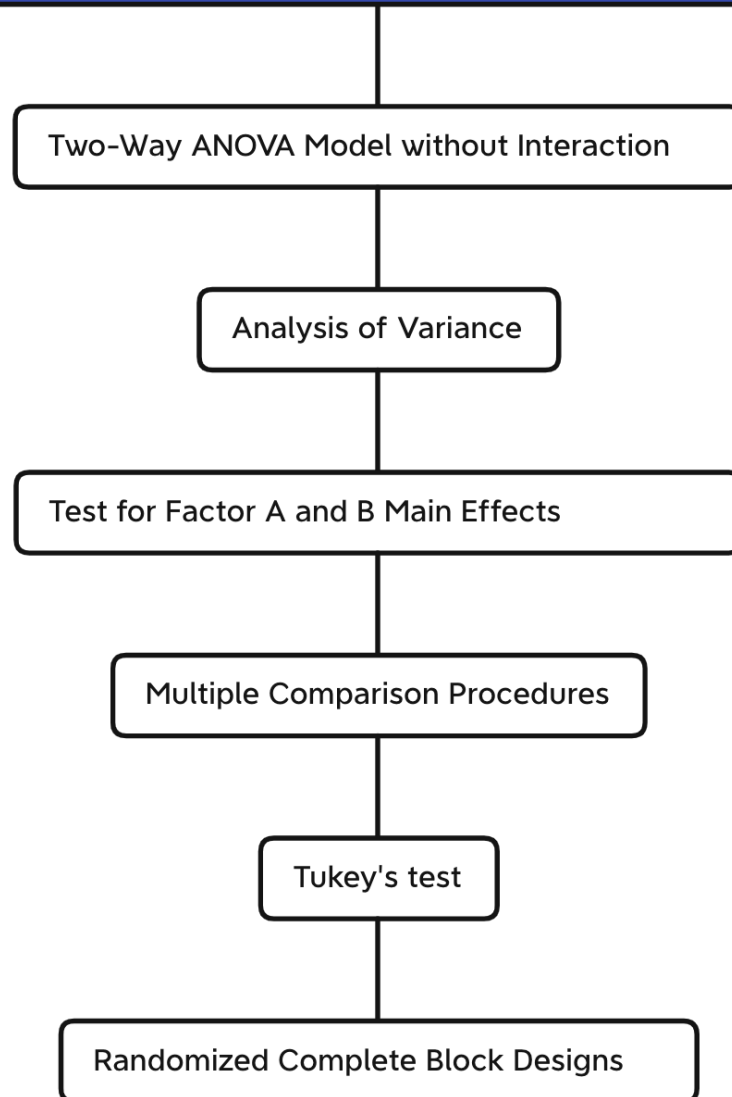 Two-Way ANOVA Model without Interaction
Analysis of Variance
Test for Factor A and B Main Effects
Multiple Comparison Procedures
Tukey's test
Randomized Complete Block Designs